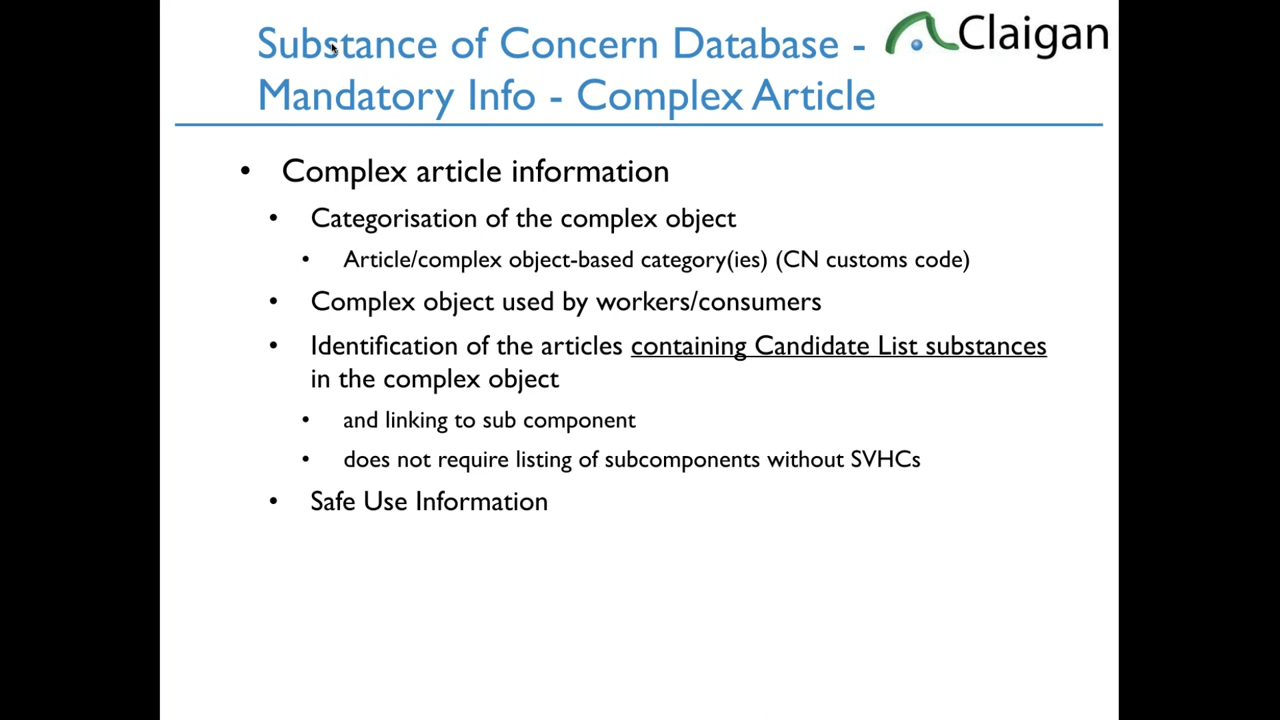 Substance of Concern Database -
Mandatory Info - Complex Article
Claigan
• Complex article information
• Categorisation of the complex object
• Article/complex object-based category(ies) (CN customs code)
• Complex object used by workers/consumers
• Identification of the articles containing Candidate List substances
in the complex object
• and linking to sub component
• does not require listing of subcomponents without SVHCs
• Safe Use Information